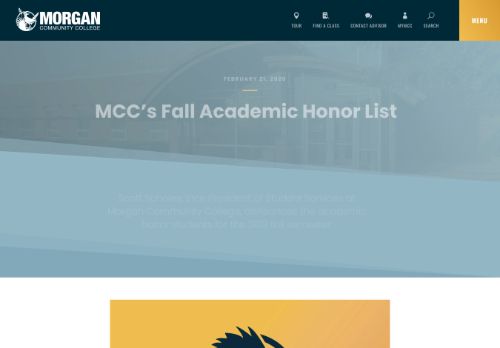 MORGAN
COMMUNITY COLLEGE
TOUR
FIND A CLASS
CONTACT ADVISOR
MYMCC
SEARCH
MENU
FEBRUARY 21, 2020
MCC's Fall Academic Honor List
Scott Scholes, Vice President of Student Services at
Morgan Community College, announces the academic
honor students for the 2019 fall semester.